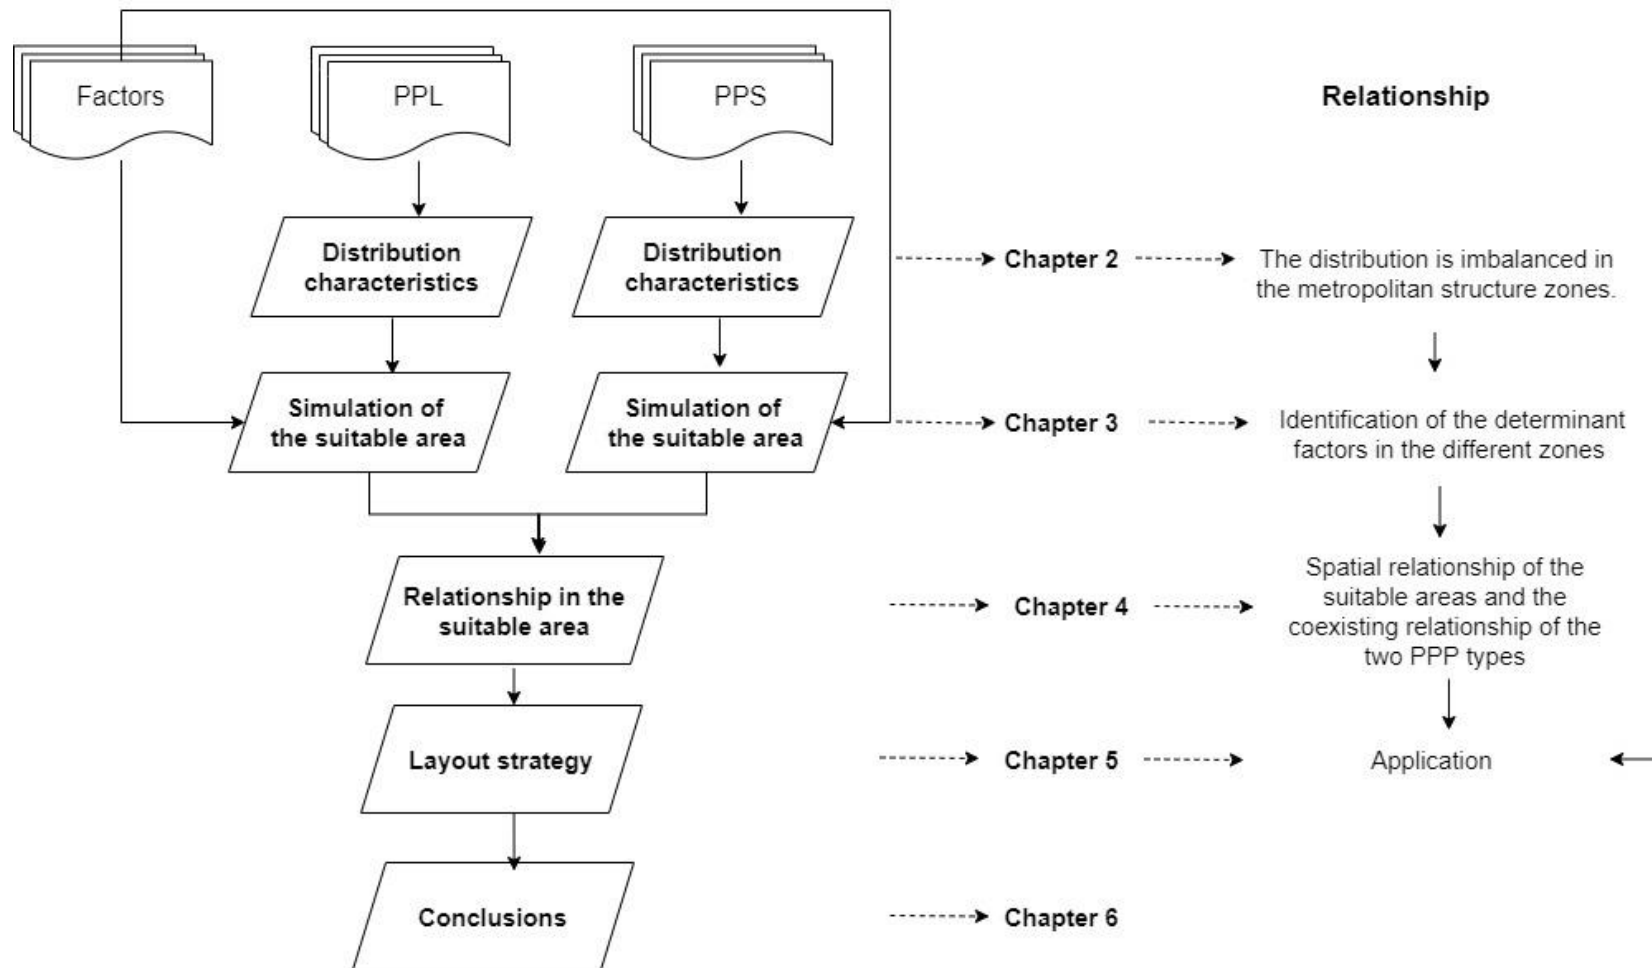 Factors
PPL
PPS
Relationship
Distribution
characteristics
Distribution
characteristics
Chapter 2
The distribution is imbalanced in
the metropolitan structure zones.
Simulation of
the suitable area
Simulation of
the suitable area
Chapter 3
Identification of the determinant
factors in the different zones
Relationship in the
suitable area
Chapter 4
Spatial relationship of the
suitable areas and the
coexisting relationship of the
two PPP types
Layout strategy
Chapter 5
Application
Conclusions
Chapter 6